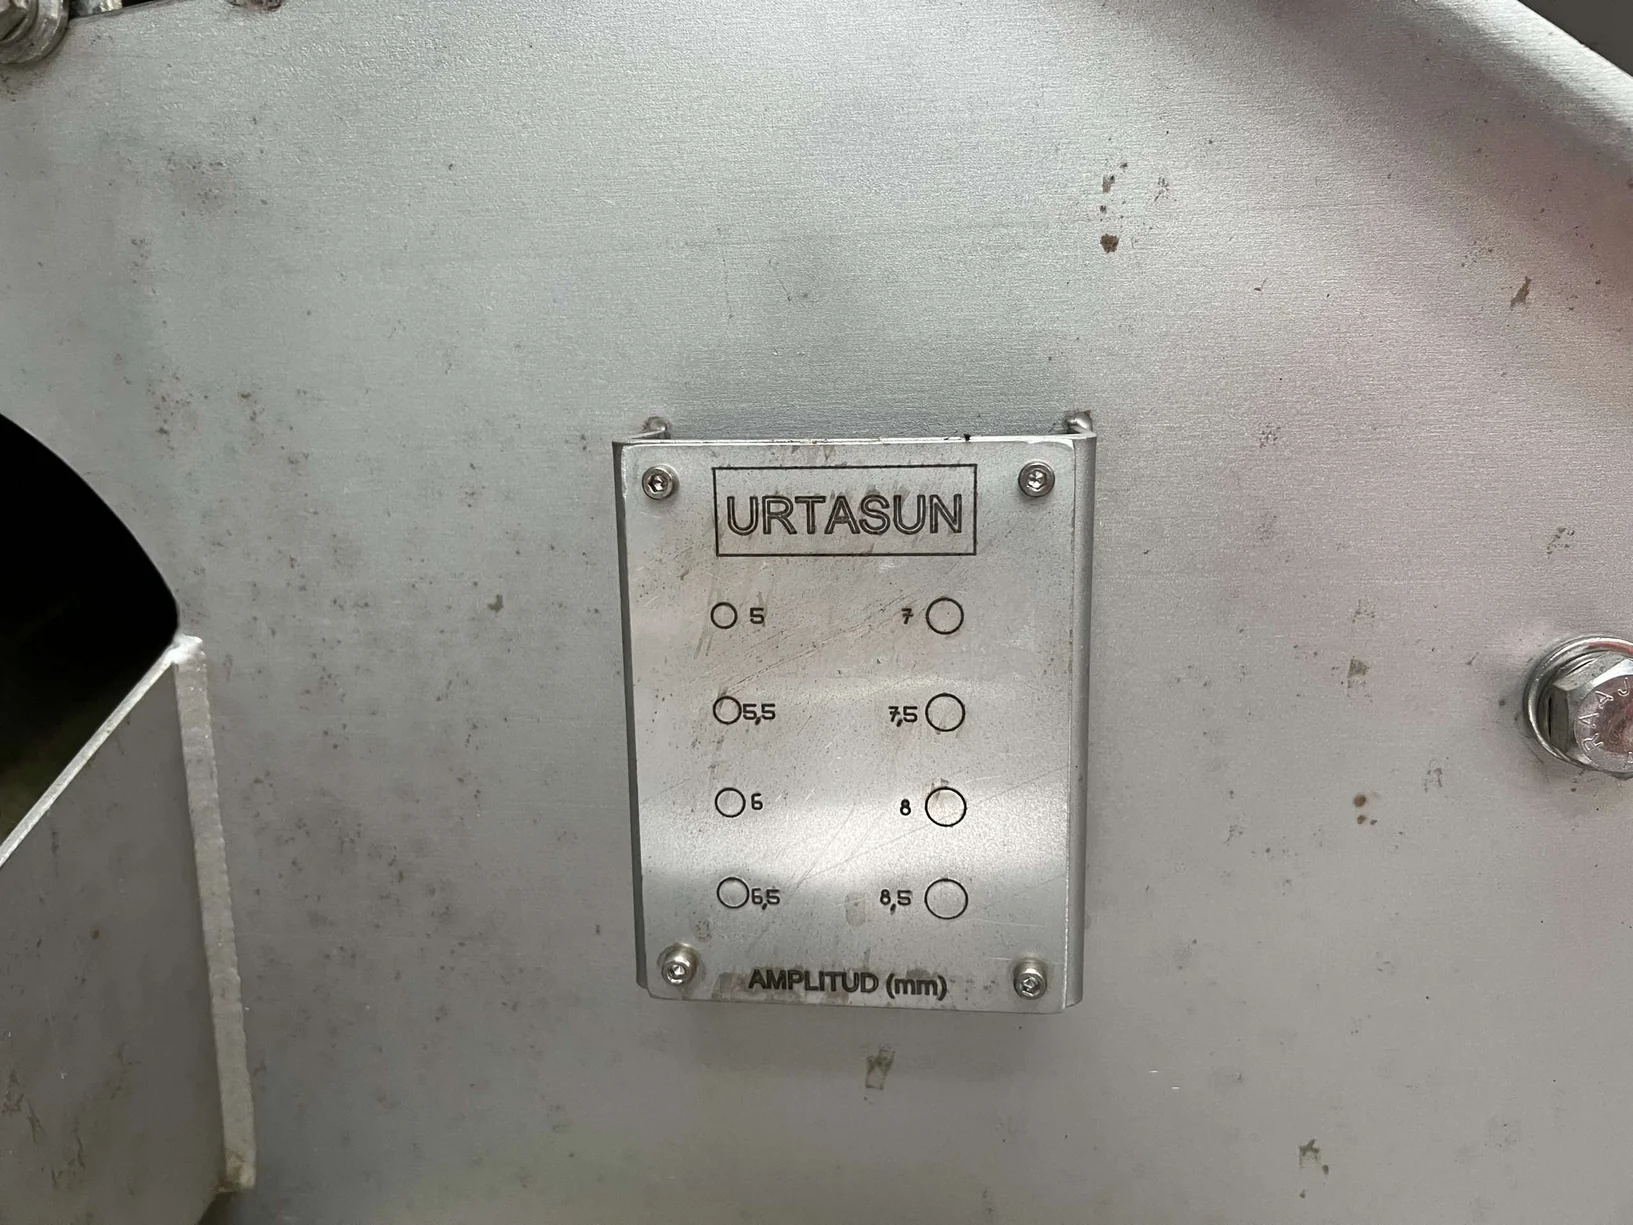 URTASUN
5 7
5,5 7,5
6 8
6,5 8,5
AMPLITUD (mm)